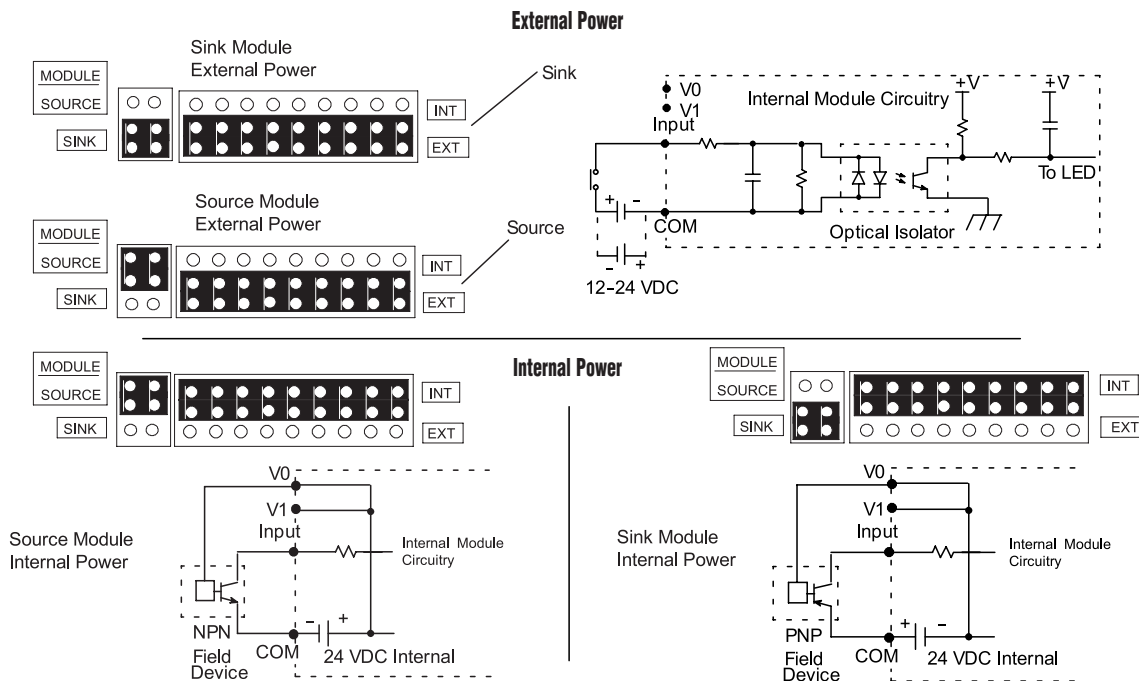 External Power
Sink Module
External Power
MODULE
SOURCE
SINK
INT
EXT
Sink
Source Module
External Power
MODULE
SOURCE
SINK
INT
EXT
Source
V0
V1
Input
Internal Module Circuitry
+V
+V
To LED
+ -
COM
Optical Isolator
- +
12-24 VDC
Internal Power
MODULE
SOURCE
SINK
INT
EXT
Source Module
Internal Power
V0
V1
Input
Internal Module
Circuitry
NPN
Field
Device
COM
- +
24 VDC Internal
MODULE
SOURCE
SINK
INT
EXT
Sink Module
Internal Power
V0
V1
Input
Internal Module
Circuitry
PNP
Field
Device
COM
+ -
24 VDC Internal